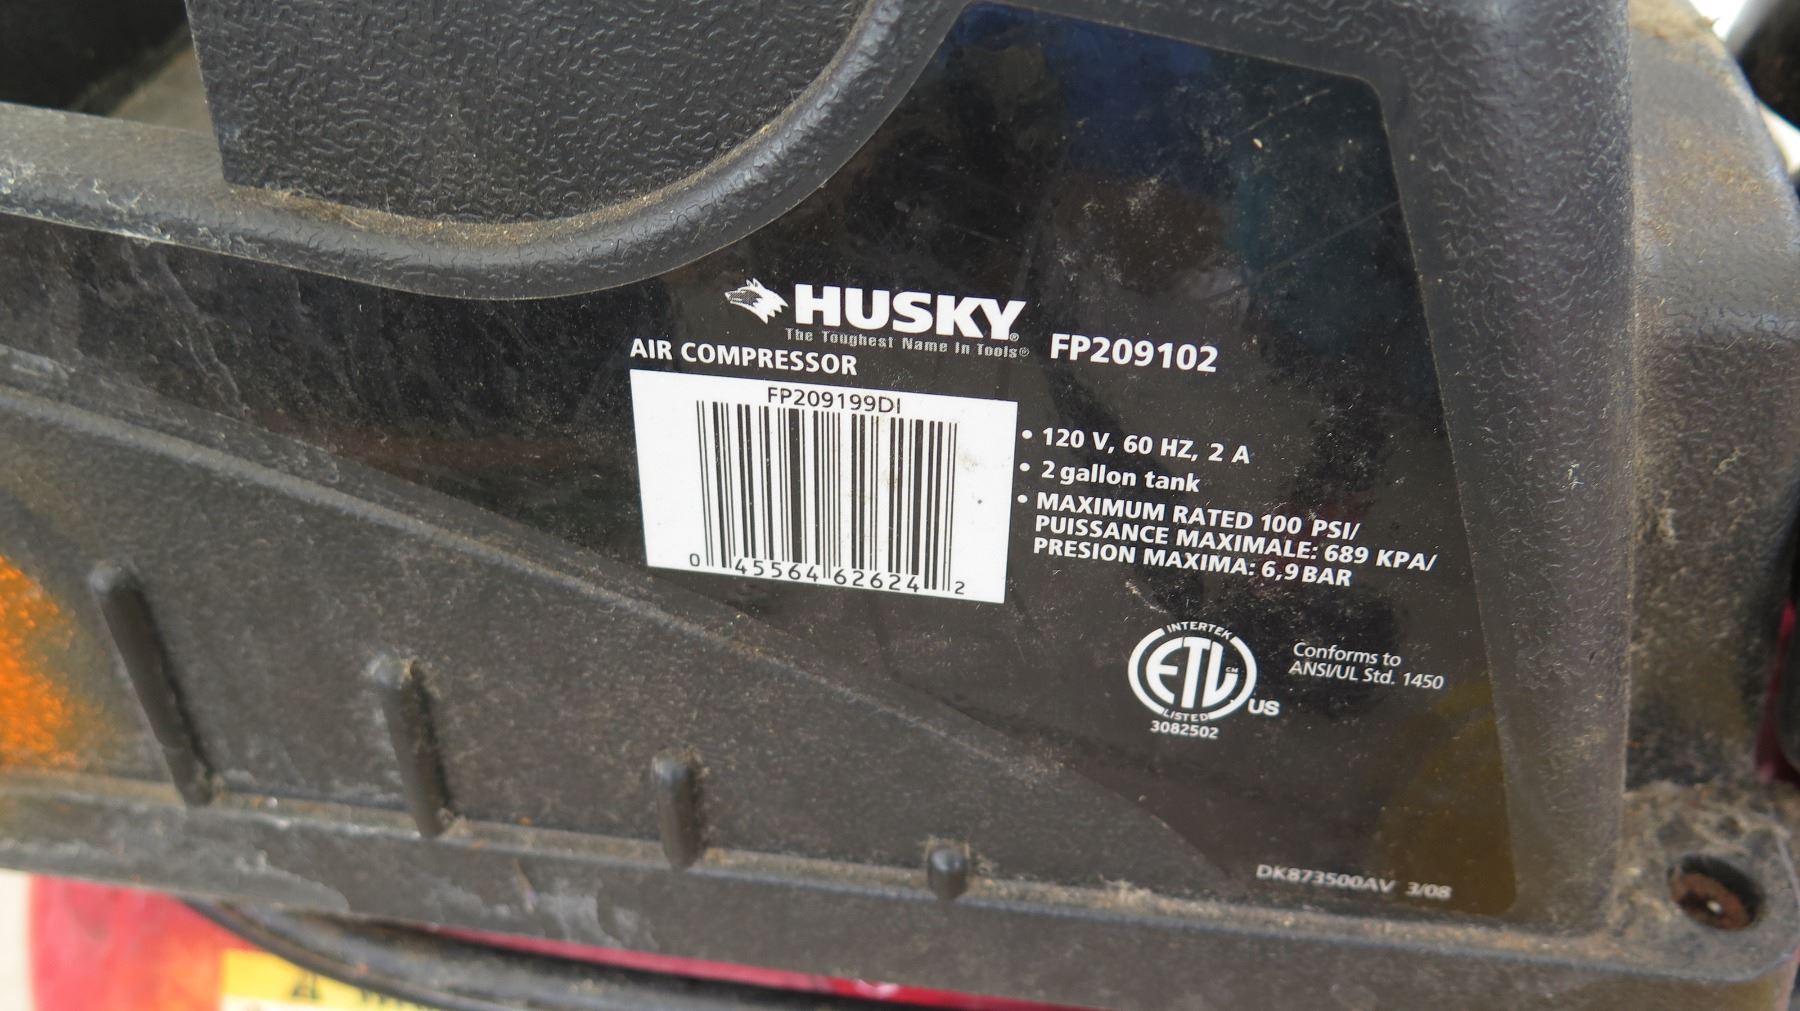 HUSKY®
The Toughest Name In Tools®
FP209102
AIR COMPRESSOR
FP209199DI
0 45564 62624 2
• 120 V, 60 HZ, 2 A
• 2 gallon tank
• MAXIMUM RATED 100 PSI/
PUISSANCE MAXIMALE: 689 KPA/
PRESION MAXIMA: 6,9 BAR
INTERTEK
ETL CM
LISTED
US
3082502
Conforms to
ANSI/UL Std. 1450
DK873500AV 3/08